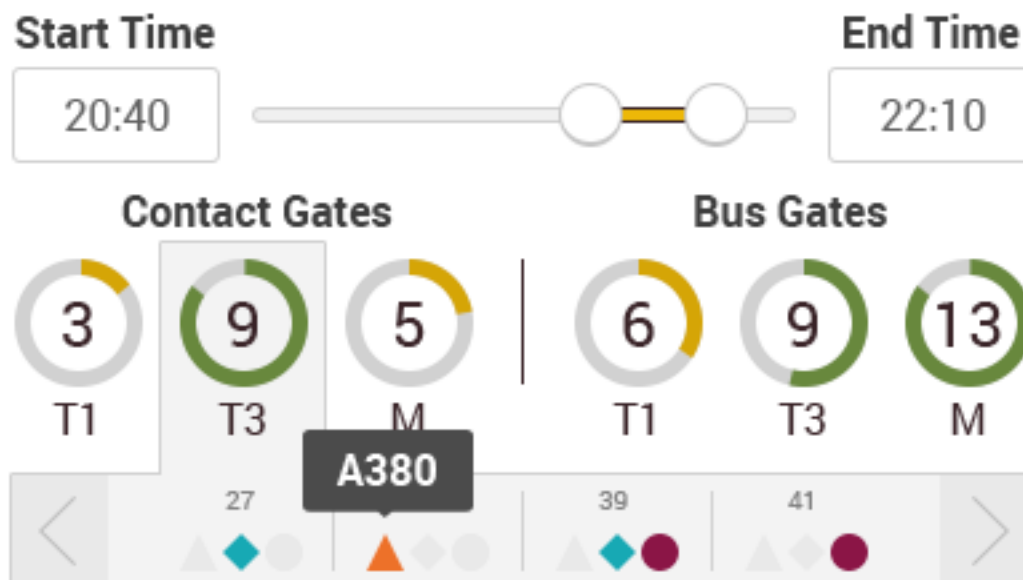 Start Time
End Time
20:40
22:10
Contact Gates
Bus Gates
3
9
5
6
9
13
T1
T3
M
T1
T3
M
A380
27
39
41